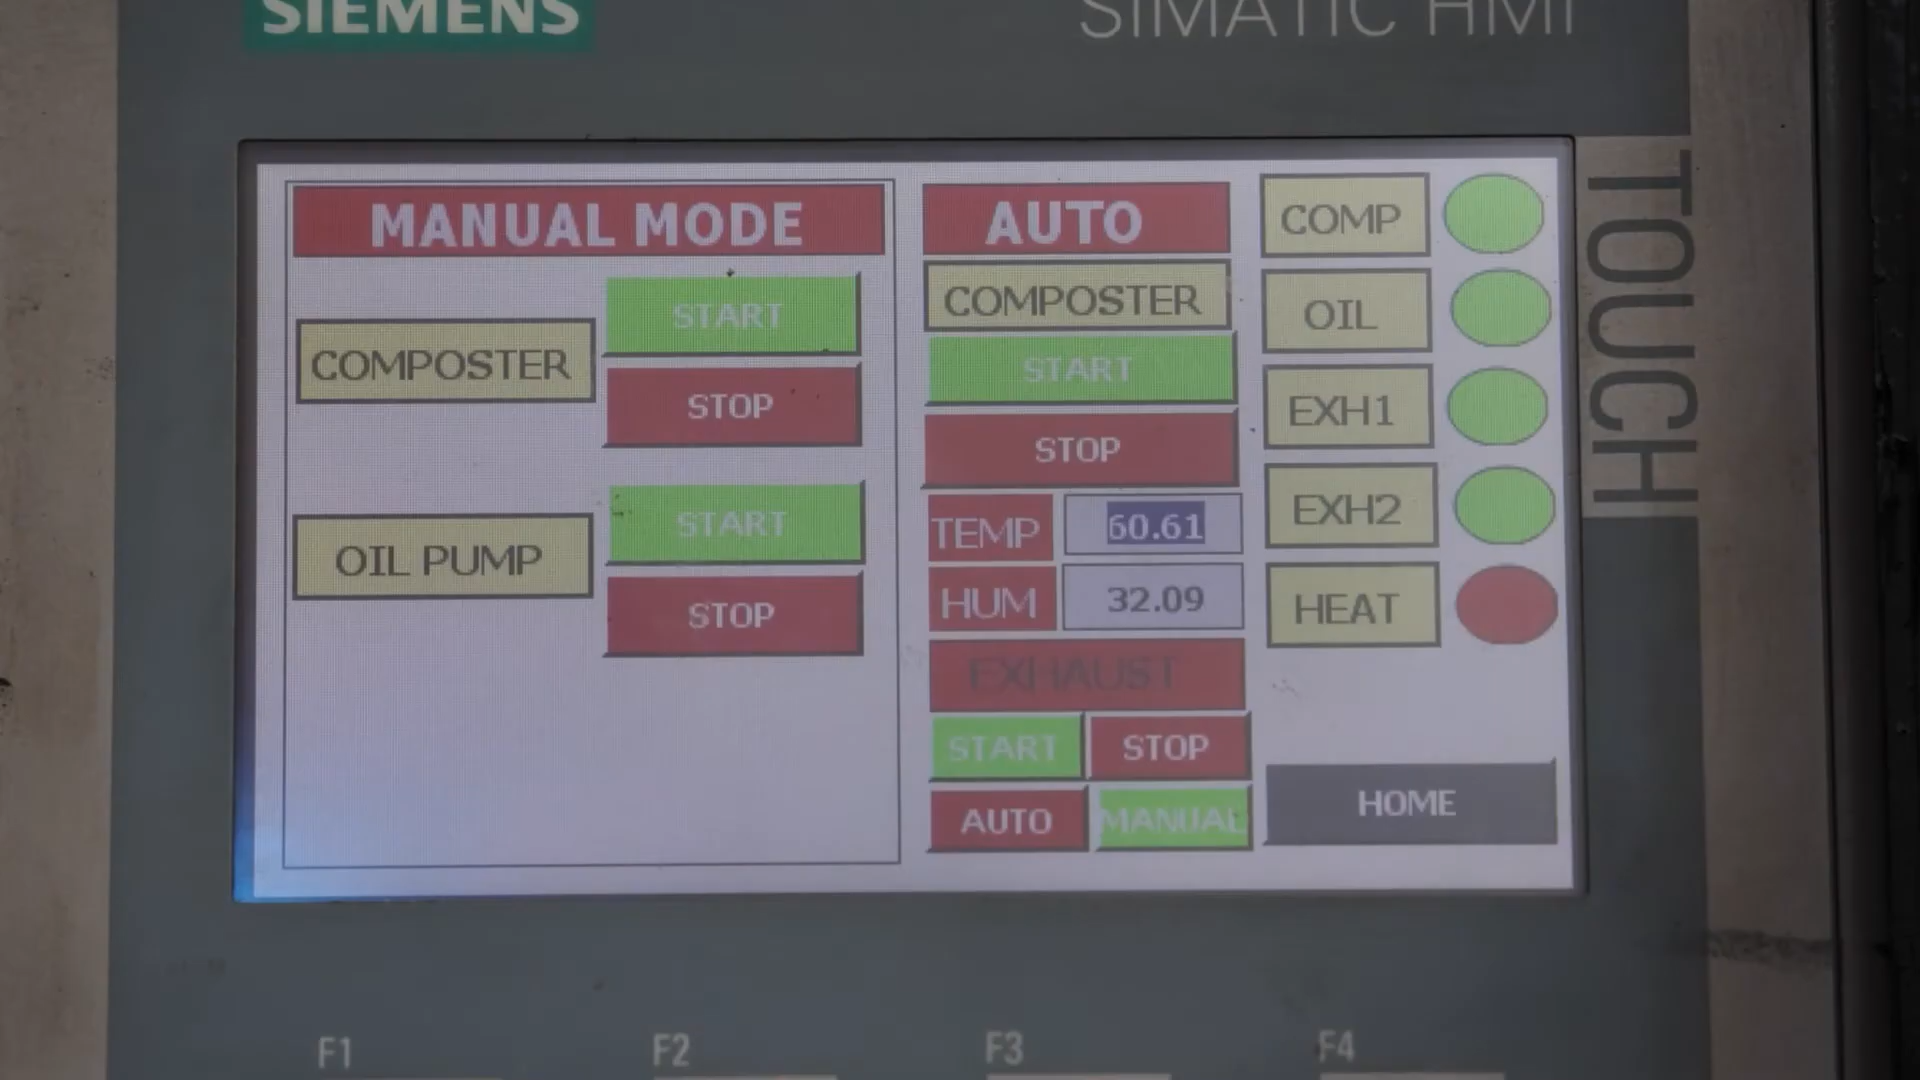 SIEMENS
SIMATIC HMI
TOUCH
MANUAL MODE
COMPOSTER
START
STOP
OIL PUMP
START
STOP
AUTO
COMPOSTER
START
STOP
TEMP 60.61
HUM 32.09
EXHAUST
START STOP
AUTO MANUAL
COMP
OIL
EXH1
EXH2
HEAT
HOME
F1 F2 F3 F4